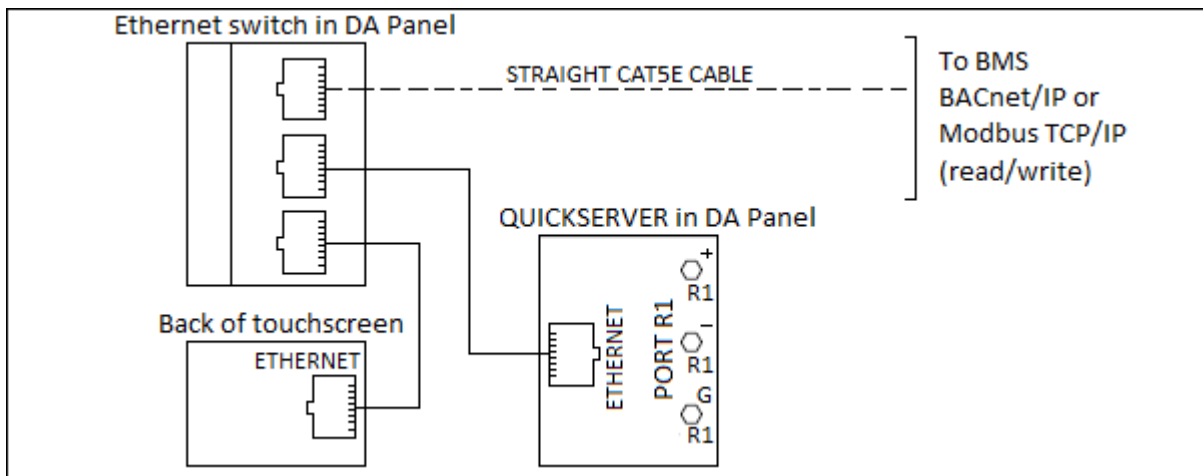 Ethernet switch in DA Panel
STRAIGHT CAT5E CABLE
To BMS
BACnet/IP or
Modbus TCP/IP
(read/write)
QUICKSERVER in DA Panel
ETHERNET
PORT R1
+
R1
–
R1
G
R1
Back of touchscreen
ETHERNET